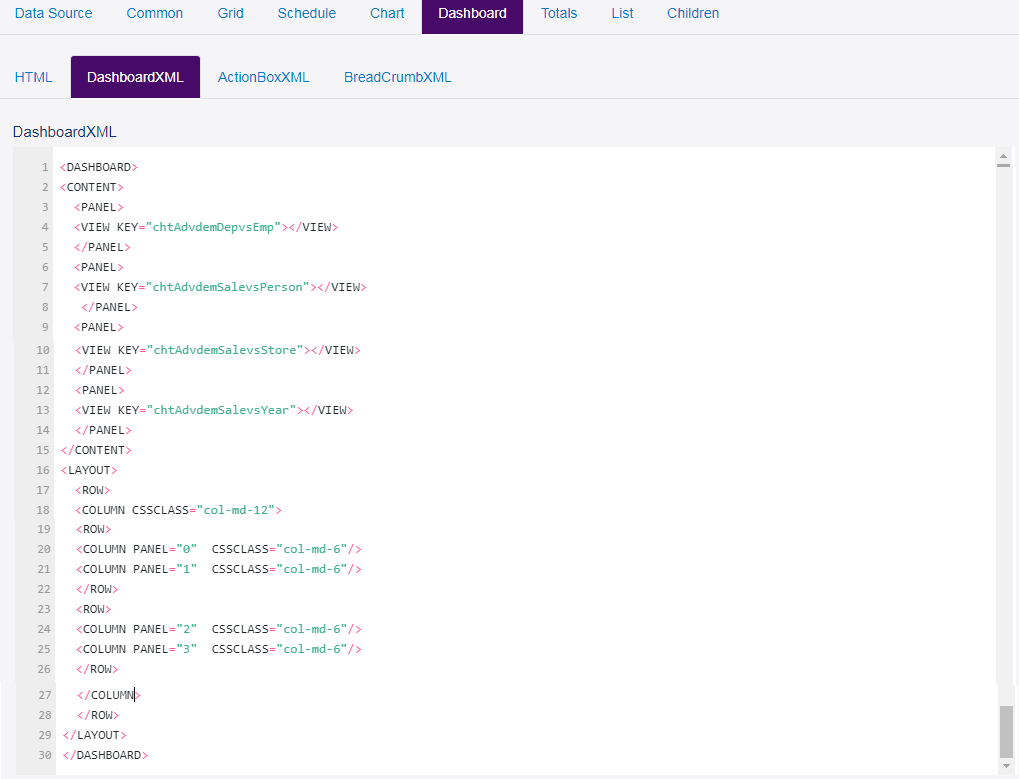 Data Source Common Grid Schedule Chart Dashboard Totals List Children
HTML DashboardXML ActionBoxXML BreadCrumbXML
DashboardXML
1 <DASHBOARD>
2 <CONTENT>
3 <PANEL>
4 <VIEW KEY="chtAdvdemDepvsEmp"></VIEW>
5 </PANEL>
6 <PANEL>
7 <VIEW KEY="chtAdvdemSalevsPerson"></VIEW>
8 </PANEL>
9 <PANEL>
10 <VIEW KEY="chtAdvdemSalevsStore"></VIEW>
11 </PANEL>
12 <PANEL>
13 <VIEW KEY="chtAdvdemSalevsYear"></VIEW>
14 </PANEL>
15 </CONTENT>
16 <LAYOUT>
17 <ROW>
18 <COLUMN CSSCLASS="col-md-12">
19 <ROW>
20 <COLUMN PANEL="0"  CSSCLASS="col-md-6"/>
21 <COLUMN PANEL="1"  CSSCLASS="col-md-6"/>
22 </ROW>
23 <ROW>
24 <COLUMN PANEL="2"  CSSCLASS="col-md-6"/>
25 <COLUMN PANEL="3"  CSSCLASS="col-md-6"/>
26 </ROW>
27 </COLUMN>
28 </ROW>
29 </LAYOUT>
30 </DASHBOARD>